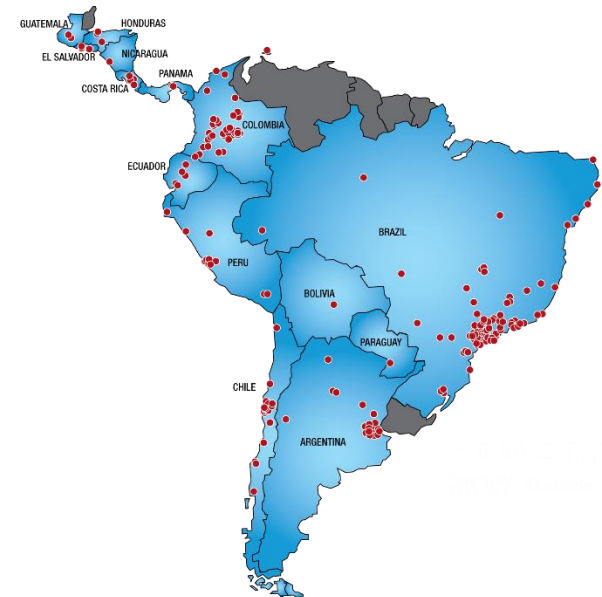 GUATEMALA
HONDURAS
EL SALVADOR
NICARAGUA
COSTA RICA
PANAMA
COLOMBIA
ECUADOR
BRAZIL
PERU
BOLIVIA
PARAGUAY
CHILE
ARGENTINA